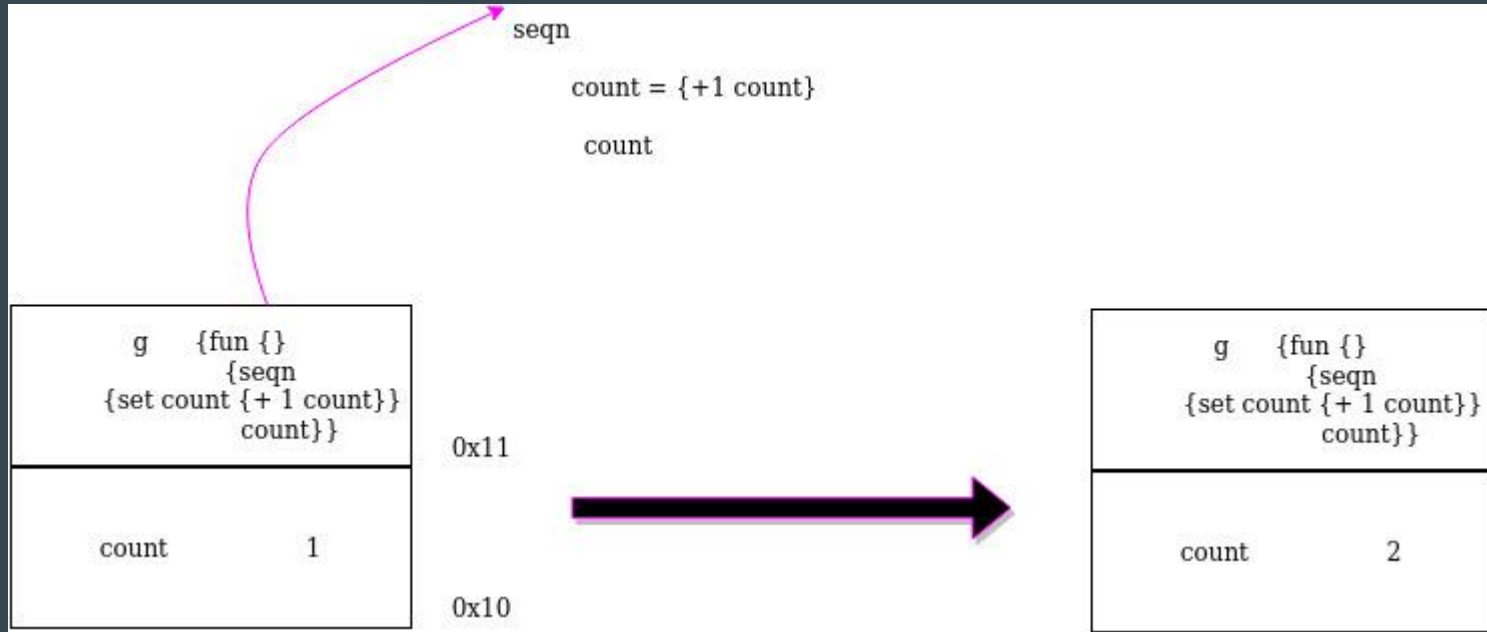 seqn
count = {+1 count}
count
g {fun {}
{seqn
{set count {+ 1 count}}
count}}
0x11
count 1
0x10
g {fun {}
{seqn
{set count {+ 1 count}}
count}}
count 2